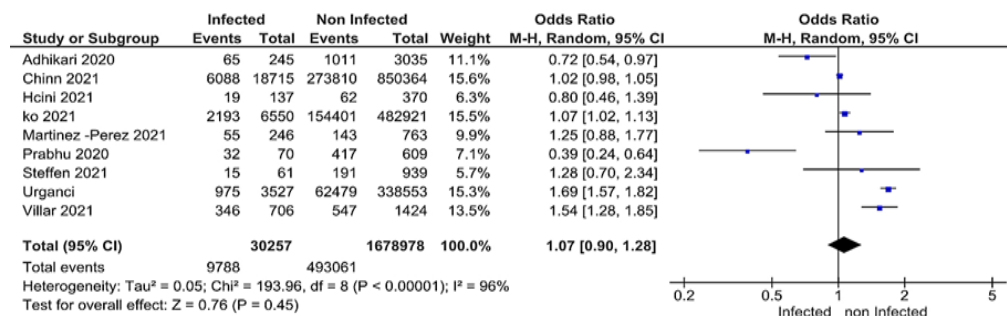 Infected Non Infected Odds Ratio Odds Ratio
Study or Subgroup Events Total Events Total Weight M-H, Random, 95% CI M-H, Random, 95% CI
Adhikari 2020 65 245 1011 3035 11.1% 0.72 [0.54, 0.97]
Chinn 2021 6088 18715 273810 850364 15.6% 1.02 [0.98, 1.05]
Hcini 2021 19 137 62 370 6.3% 0.80 [0.46, 1.39]
ko 2021 2193 6550 154401 482921 15.5% 1.07 [1.02, 1.13]
Martinez -Perez 2021 55 246 143 763 9.9% 1.25 [0.88, 1.77]
Prabhu 2020 32 70 417 609 7.1% 0.39 [0.24, 0.64]
Steffen 2021 15 61 191 939 5.7% 1.28 [0.70, 2.34]
Urganci 975 3527 62479 338553 15.3% 1.69 [1.57, 1.82]
Villar 2021 346 706 547 1424 13.5% 1.54 [1.28, 1.85]
Total (95% CI) 30257 1678978 100.0% 1.07 [0.90, 1.28]
Total events 9788 493061
Heterogeneity: Tau² = 0.05; Chi² = 193.96, df = 8 (P < 0.00001); I² = 96%
Test for overall effect: Z = 0.76 (P = 0.45)
0.2 0.5 1 2 5
Infected non Infected